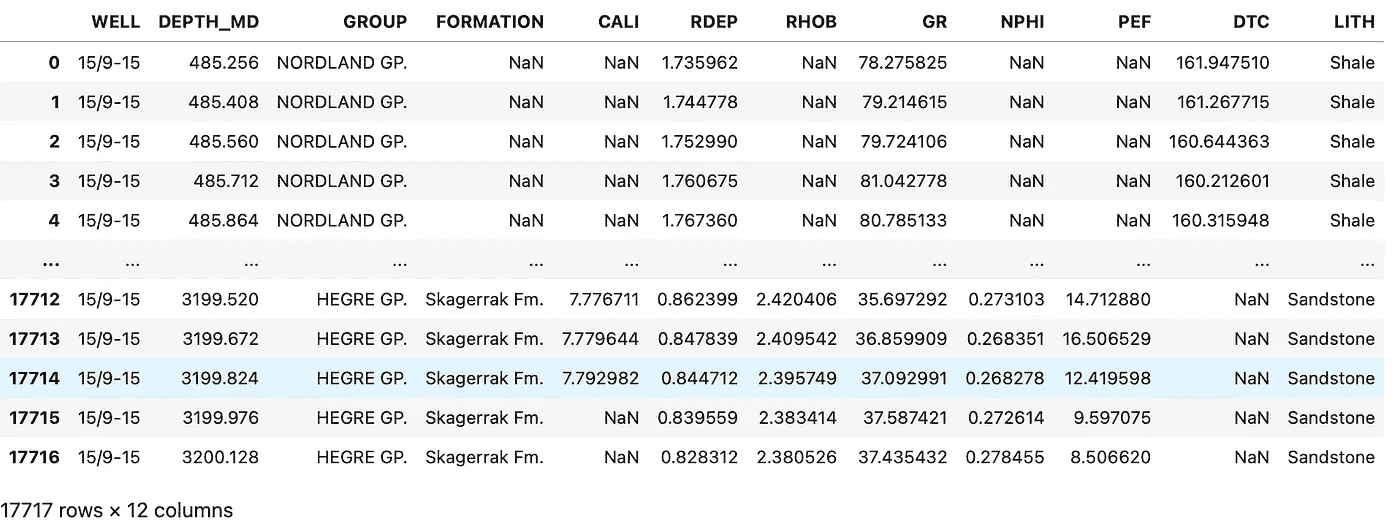 WELL DEPTH_MD GROUP FORMATION CALI RDEP RHOB GR NPHI PEF DTC LITH
0 15/9-15 485.256 NORDLAND GP. NaN NaN 1.735962 NaN 78.275825 NaN NaN 161.947510 Shale
1 15/9-15 485.408 NORDLAND GP. NaN NaN 1.744778 NaN 79.214615 NaN NaN 161.267715 Shale
2 15/9-15 485.560 NORDLAND GP. NaN NaN 1.752990 NaN 79.724106 NaN NaN 160.644363 Shale
3 15/9-15 485.712 NORDLAND GP. NaN NaN 1.760675 NaN 81.042778 NaN NaN 160.212601 Shale
4 15/9-15 485.864 NORDLAND GP. NaN NaN 1.767360 NaN 80.785133 NaN NaN 160.315948 Shale
... ... ... ... ... ... ... ... ... ... ... ... ...
17712 15/9-15 3199.520 HEGRE GP. Skagerrak Fm. 7.776711 0.862399 2.420406 35.697292 0.273103 14.712880 NaN Sandstone
17713 15/9-15 3199.672 HEGRE GP. Skagerrak Fm. 7.779644 0.847839 2.409542 36.859909 0.268351 16.506529 NaN Sandstone
17714 15/9-15 3199.824 HEGRE GP. Skagerrak Fm. 7.792982 0.844712 2.395749 37.092991 0.268278 12.419598 NaN Sandstone
17715 15/9-15 3199.976 HEGRE GP. Skagerrak Fm. NaN 0.839559 2.383414 37.587421 0.272614 9.597075 NaN Sandstone
17716 15/9-15 3200.128 HEGRE GP. Skagerrak Fm. NaN 0.828312 2.380526 37.435432 0.278455 8.506620 NaN Sandstone
17717 rows × 12 columns